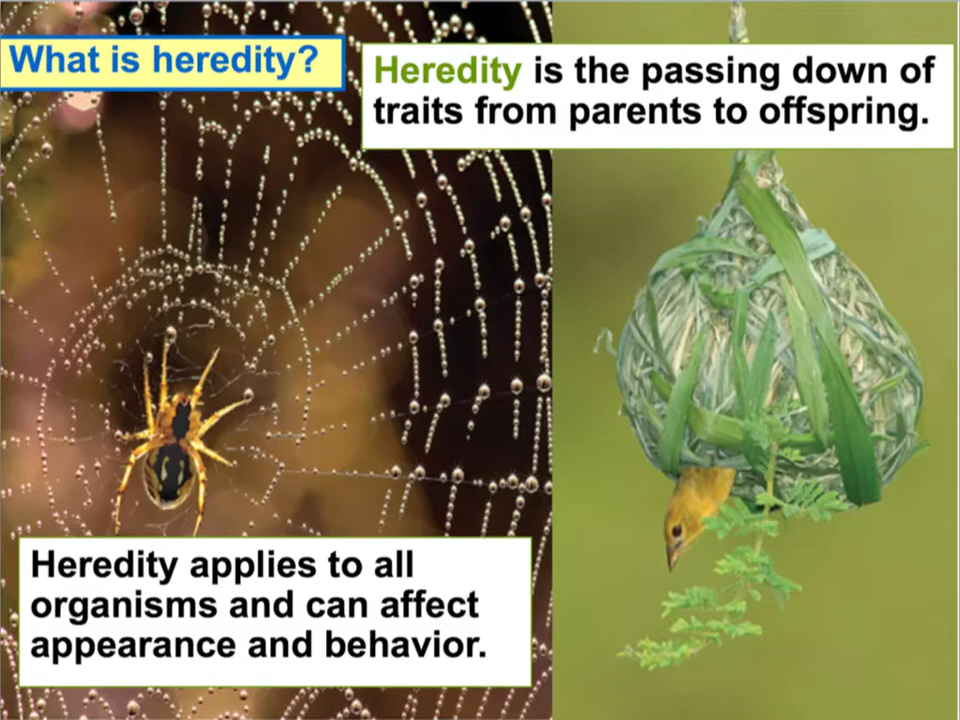 What is heredity?
Heredity is the passing down of
traits from parents to offspring.
Heredity applies to all
organisms and can affect
appearance and behavior.